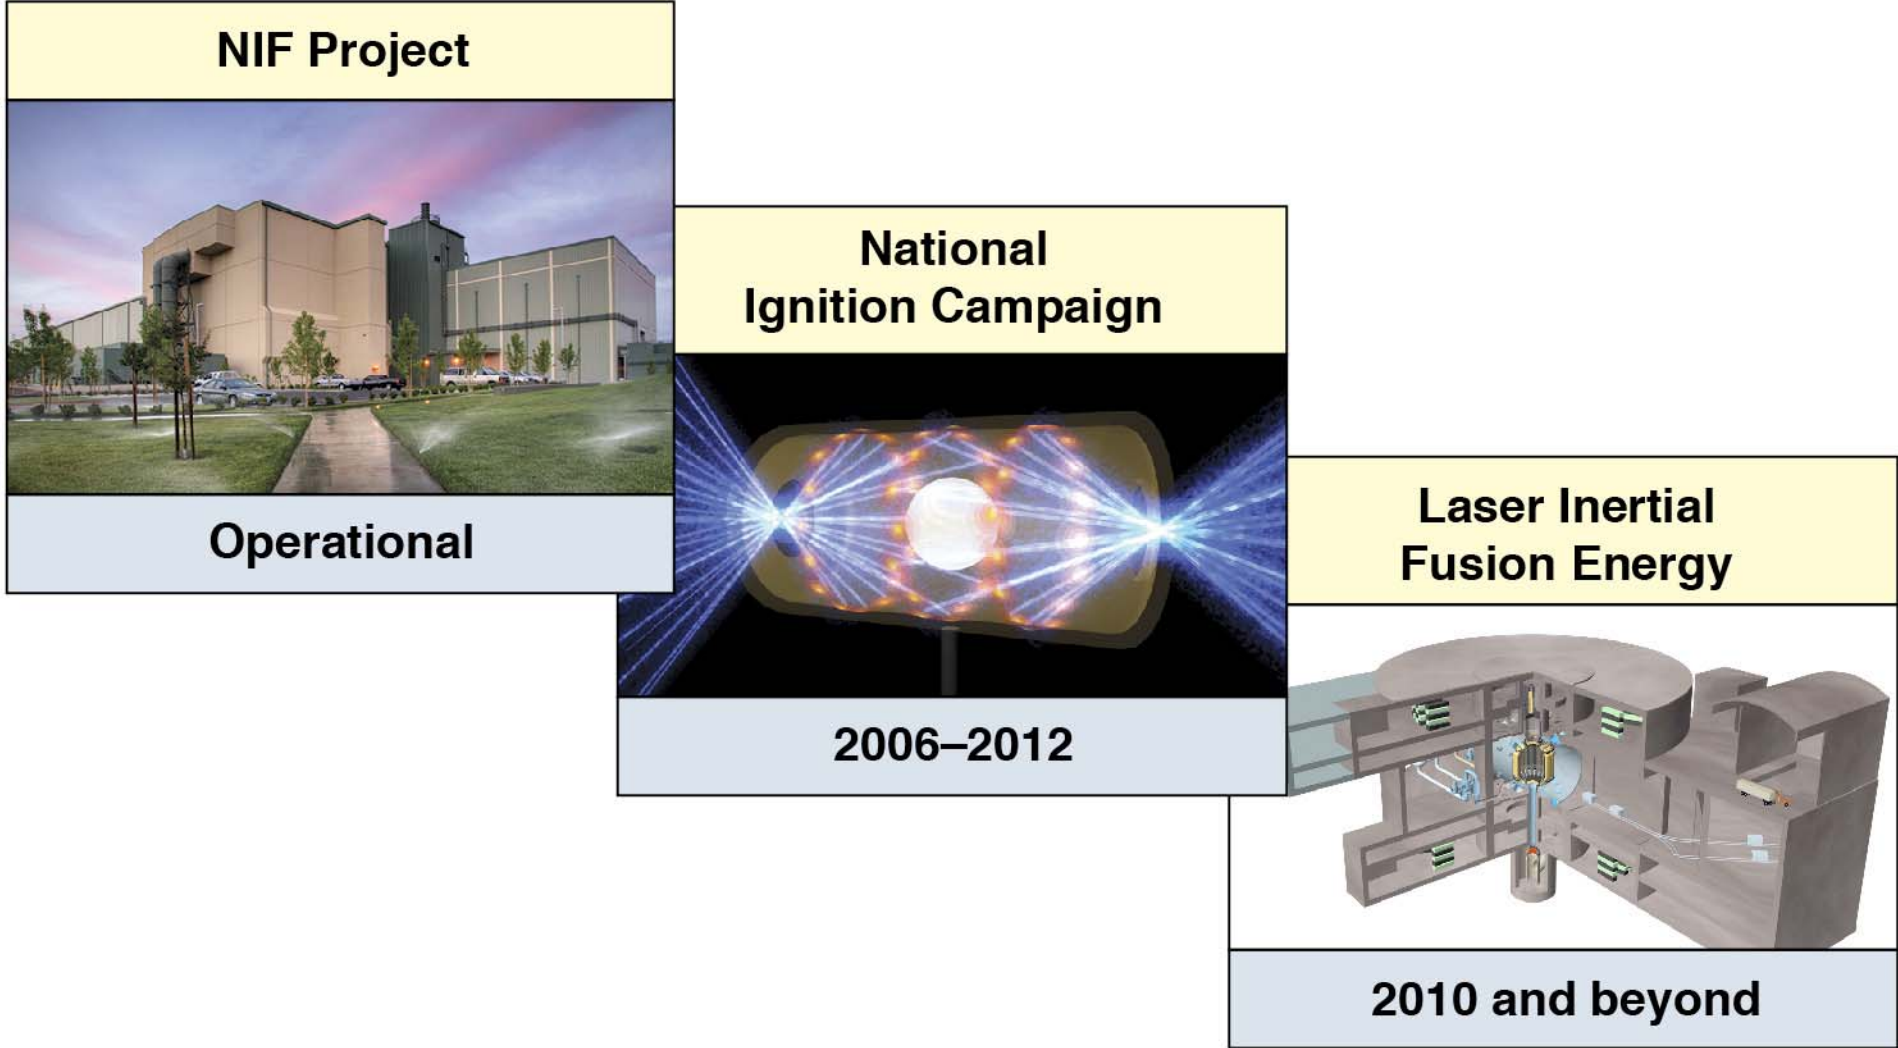 NIF Project
Operational
National
Ignition Campaign
2006–2012
Laser Inertial
Fusion Energy
2010 and beyond